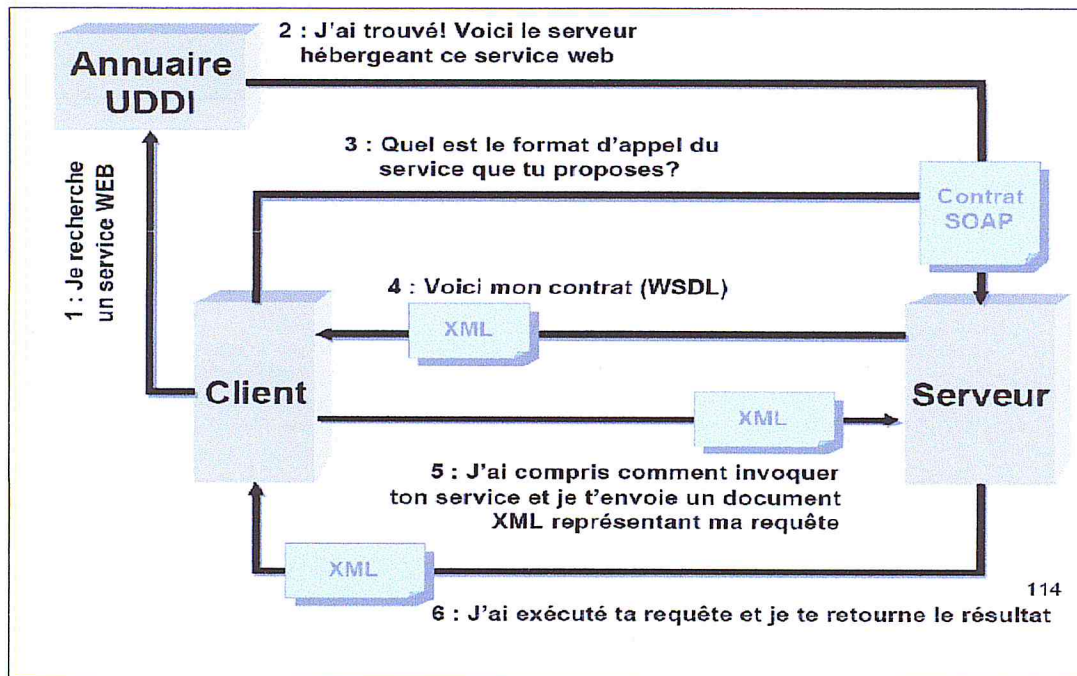 2 : J'ai trouvé! Voici le serveur
hébergeant ce service web
Annuaire
UDDI
3 : Quel est le format d'appel du
service que tu proposes?
1 : Je recherche
un service WEB
Contrat
SOAP
4 : Voici mon contrat (WSDL)
XML
Client
Serveur
XML
5 : J'ai compris comment invoquer
ton service et je t'envoie un document
XML représentant ma requête
XML
114
6 : J'ai exécuté ta requête et je te retourne le résultat